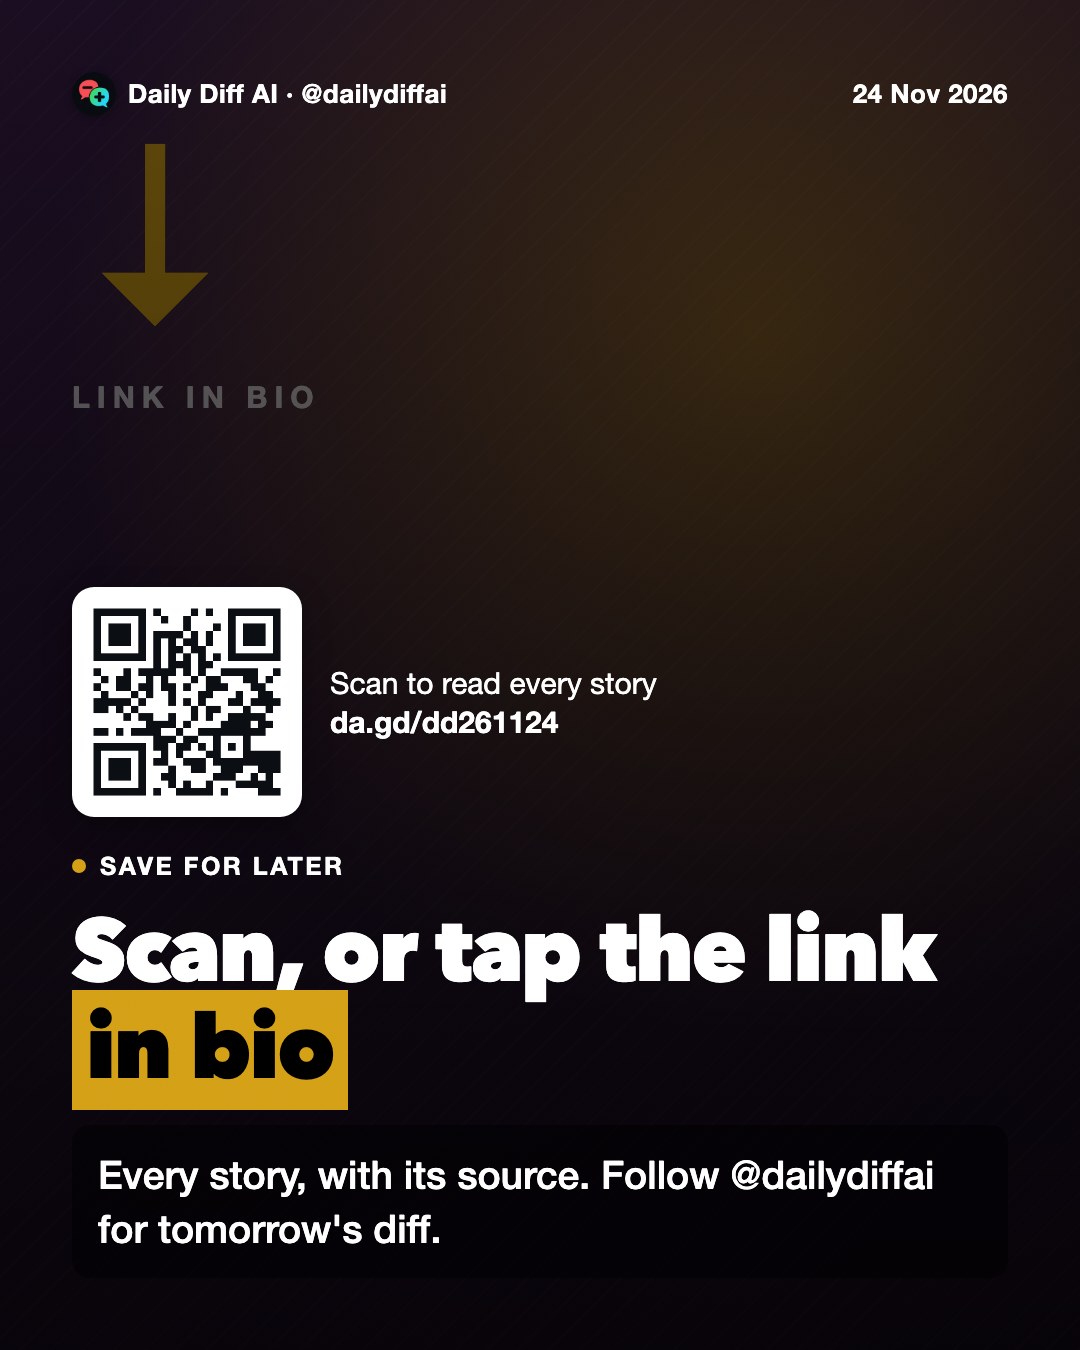 Daily Diff AI · @dailydiffai
24 Nov 2026
LINK IN BIO
Scan to read every story
da.gd/dd261124
SAVE FOR LATER
Scan, or tap the link
in bio
Every story, with its source. Follow @dailydiffai
for tomorrow's diff.